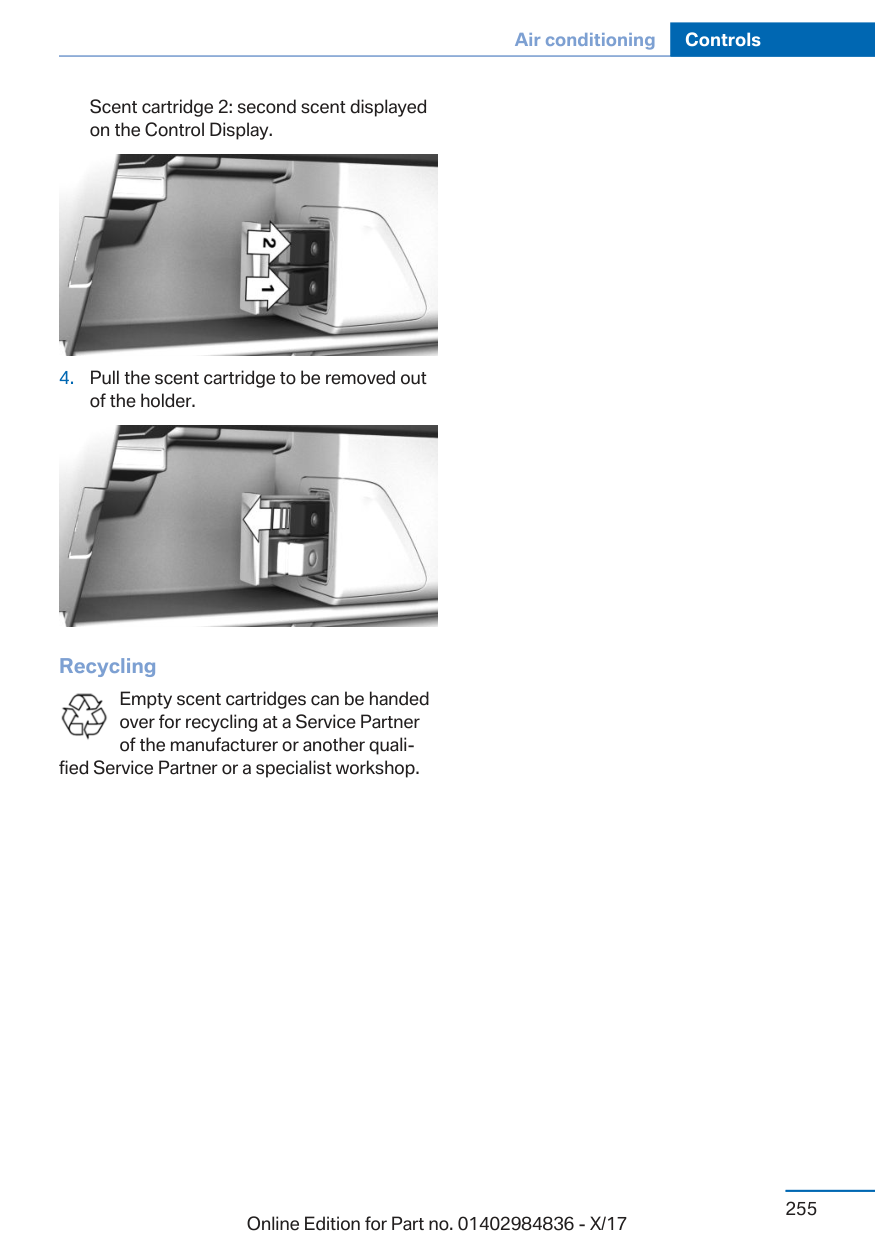 Air conditioning Controls
Scent cartridge 2: second scent displayed
on the Control Display.
2
1
4. Pull the scent cartridge to be removed out
of the holder.
Recycling
Empty scent cartridges can be handed
over for recycling at a Service Partner
of the manufacturer or another quali-
fied Service Partner or a specialist workshop.
255
Online Edition for Part no. 01402984836 - X/17